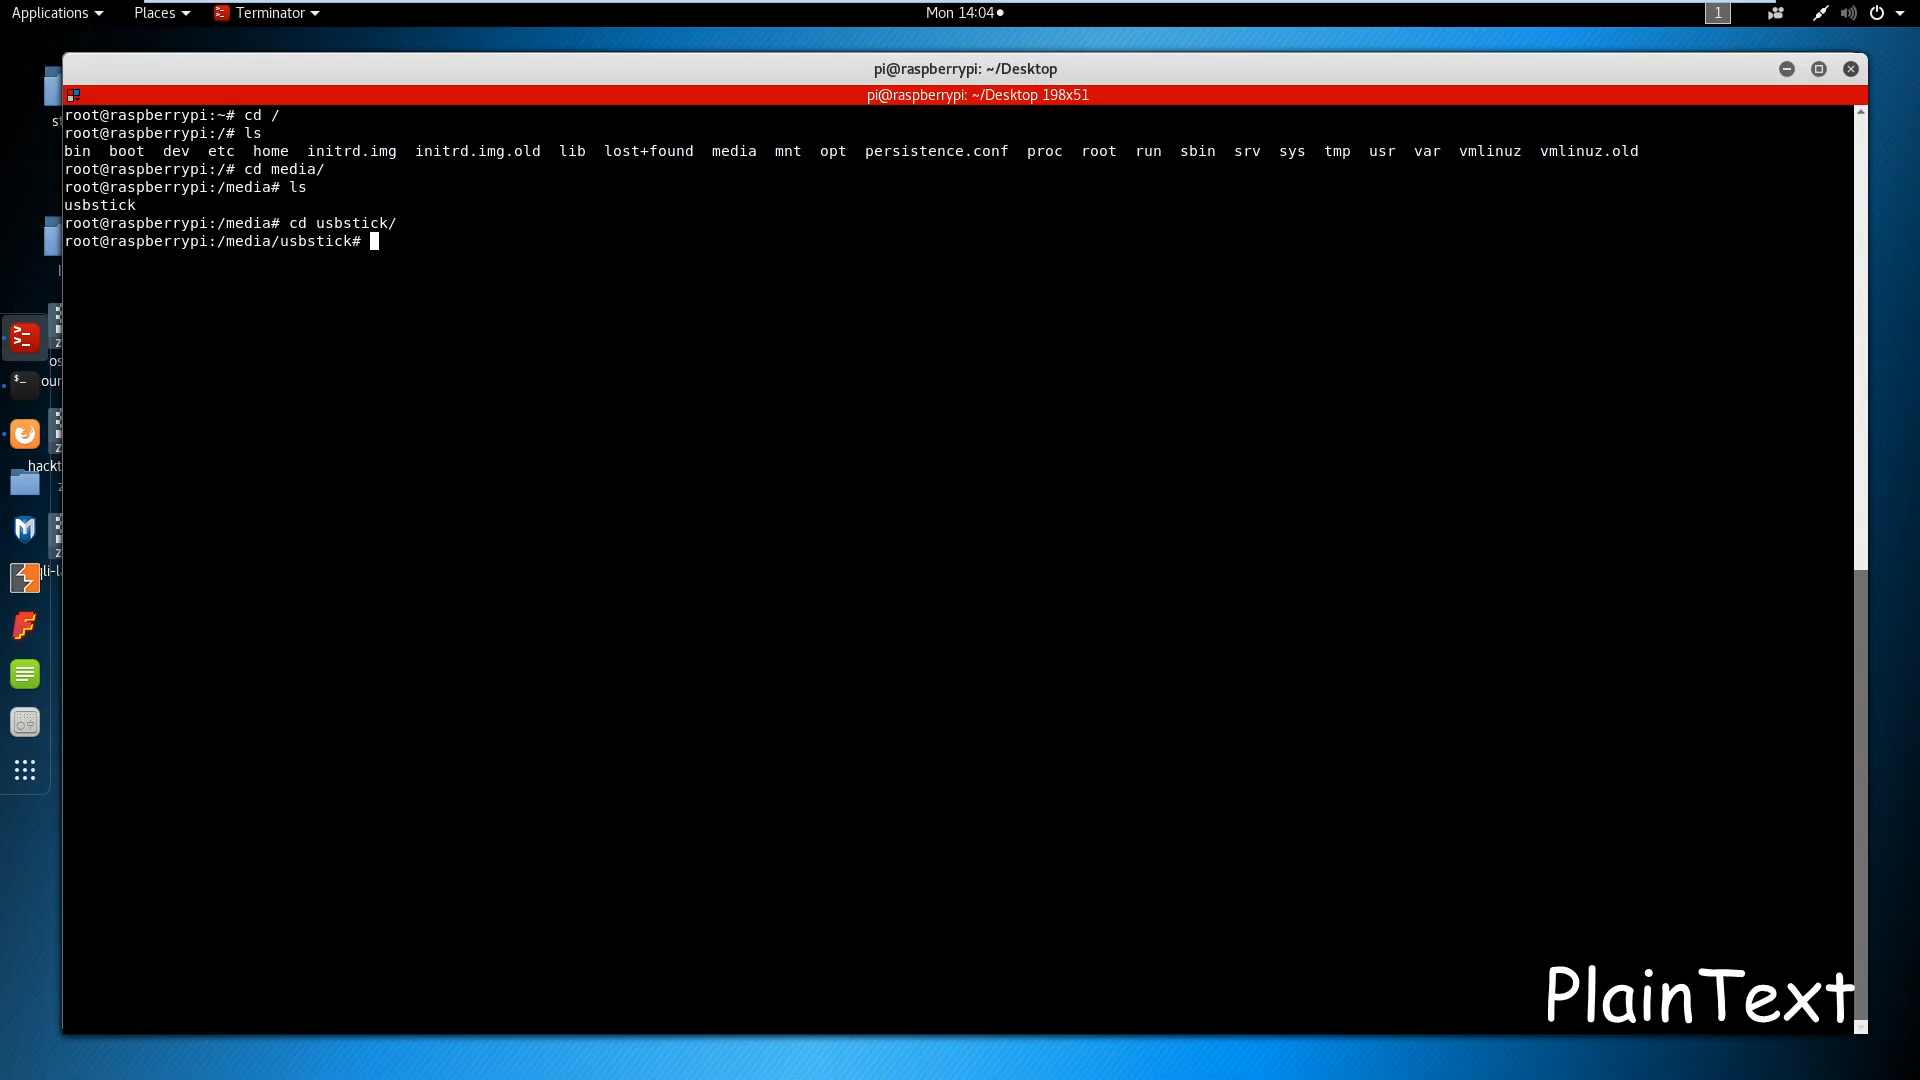 Applications Places Terminator Mon 14:04 1
pi@raspberrypi: ~/Desktop
pi@raspberrypi: ~/Desktop 198x51
root@raspberrypi:~# cd /
root@raspberrypi:/# ls
bin boot dev etc home initrd.img initrd.img.old lib lost+found media mnt opt persistence.conf proc root run sbin srv sys tmp usr var vmlinuz vmlinuz.old
root@raspberrypi:/# cd media/
root@raspberrypi:/media# ls
usbstick
root@raspberrypi:/media# cd usbstick/
root@raspberrypi:/media/usbstick#
PlainText